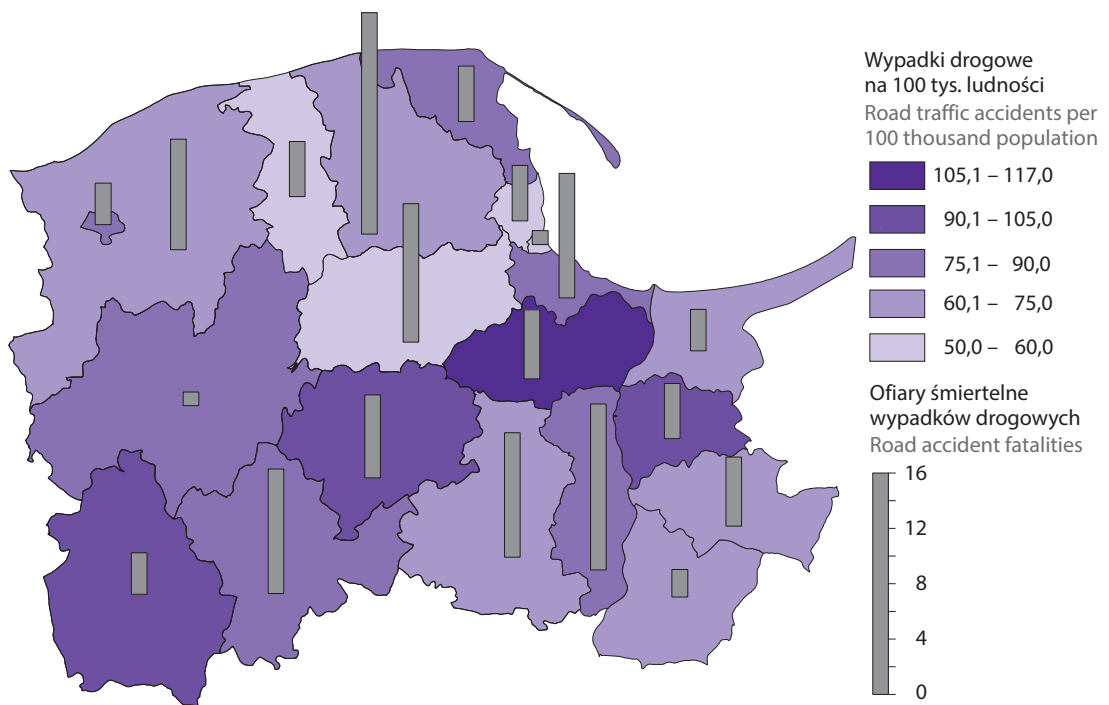 Wypadki drogowe
na 100 tys. ludności
Road traffic accidents per
100 thousand population
105,1 – 117,0
90,1 – 105,0
75,1 – 90,0
60,1 – 75,0
50,0 – 60,0
Ofiary śmiertelne
wypadków drogowych
Road accident fatalities
16
12
8
4
0